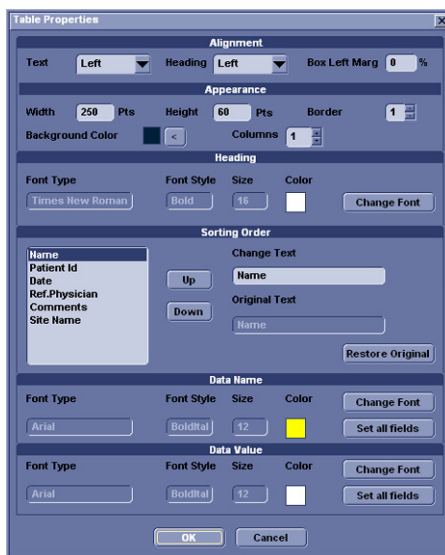 Table Properties
Alignment
Text Left Heading Left Box Left Marg 0 %
Appearance
Width 250 Pts Height 60 Pts Border 1
Background Color < Columns 1
Heading
Font Type Font Style Size Color
Times New Roman Bold 16 Change Font
Sorting Order
Name
Patient Id
Date
Ref.Physician
Comments
Site Name
Up
Down
Change Text
Name
Original Text
Name
Restore Original
Data Name
Font Type Font Style Size Color Change Font
Arial BoldItal 12 Set all fields
Data Value
Font Type Font Style Size Color Change Font
Arial BoldItal 12 Set all fields
OK Cancel